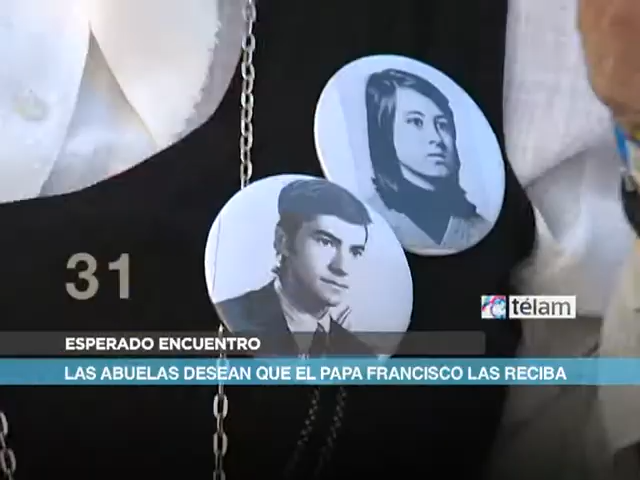 31
télam
ESPERADO ENCUENTRO
LAS ABUELAS DESEAN QUE EL PAPA FRANCISCO LAS RECIBA